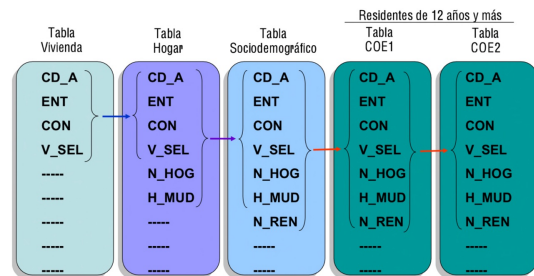 Residentes de 12 años y más
Tabla
Vivienda
Tabla
Hogar
Tabla
Sociodemográfico
Tabla
COE1
Tabla
COE2
CD_A
ENT
CON
V_SEL
-----
-----
-----
-----
CD_A
ENT
CON
V_SEL
N_HOG
H_MUD
-----
-----
-----
CD_A
ENT
CON
V_SEL
N_HOG
H_MUD
N_REN
-----
-----
CD_A
ENT
CON
V_SEL
N_HOG
H_MUD
N_REN
-----
-----
CD_A
ENT
CON
V_SEL
N_HOG
H_MUD
N_REN
-----
-----